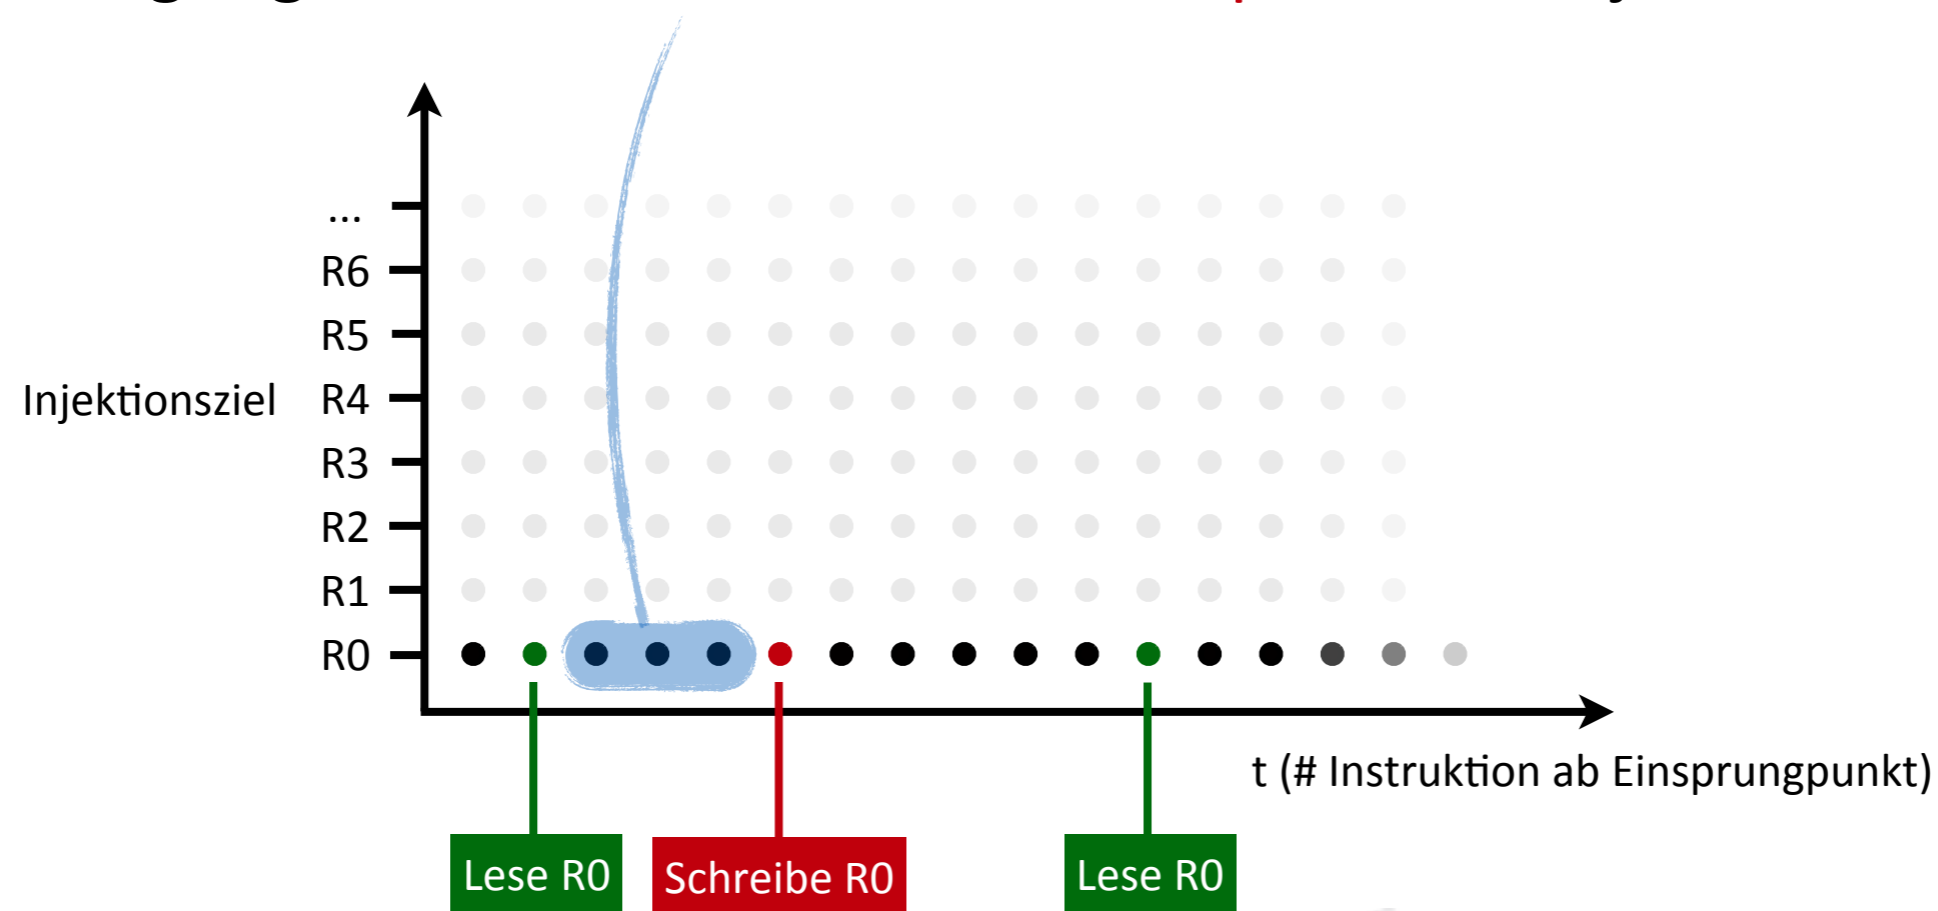 ...
R6
R5
Injektionsziel R4
R3
R2
R1
R0
t (# Instruktion ab Einsprungpunkt)
Lese R0 Schreibe R0 Lese R0